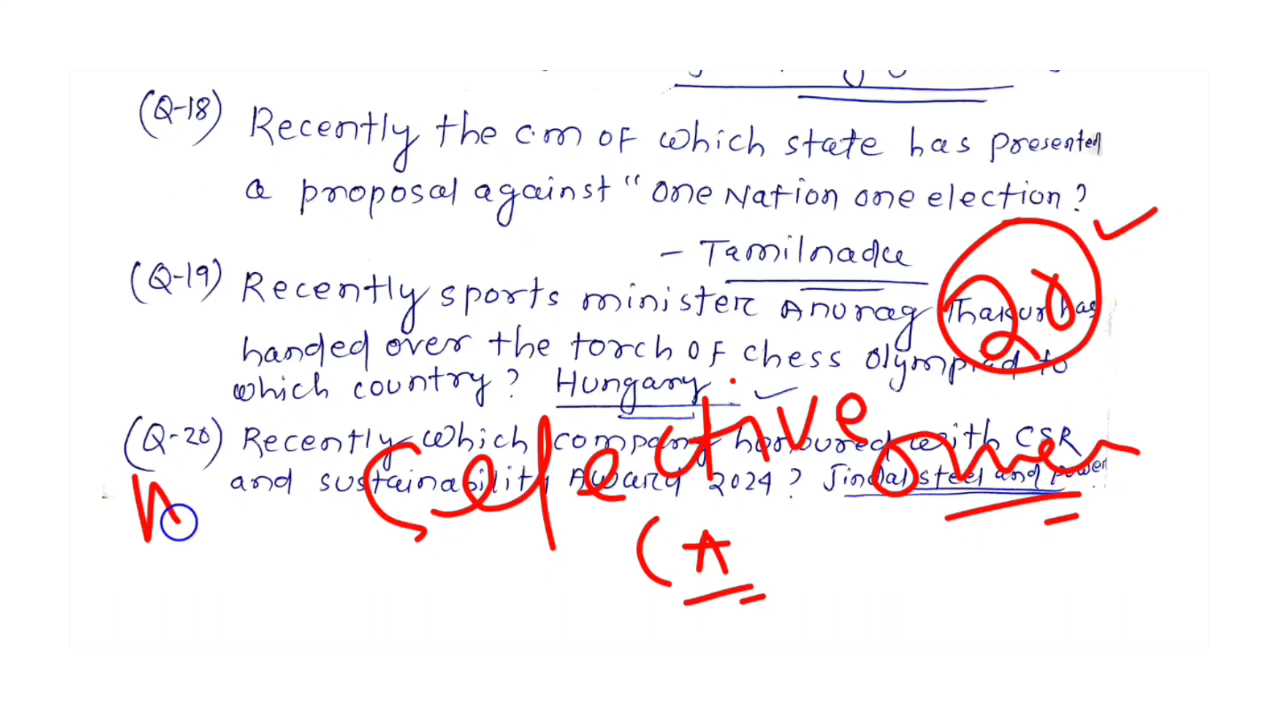 (Q-18) Recently the C.M OF which state has presented
a proposal against "one Nation one election?
- Tamilnadu
(Q-19) Recently sports minister Anurag Thakur has
handed over the torch OF chess olympiad to
which country? Hungary.
20
(Q-20) Recently which company honoured with CSR
and sustainability Award 2024? Jindal steel and power
Selective
(A